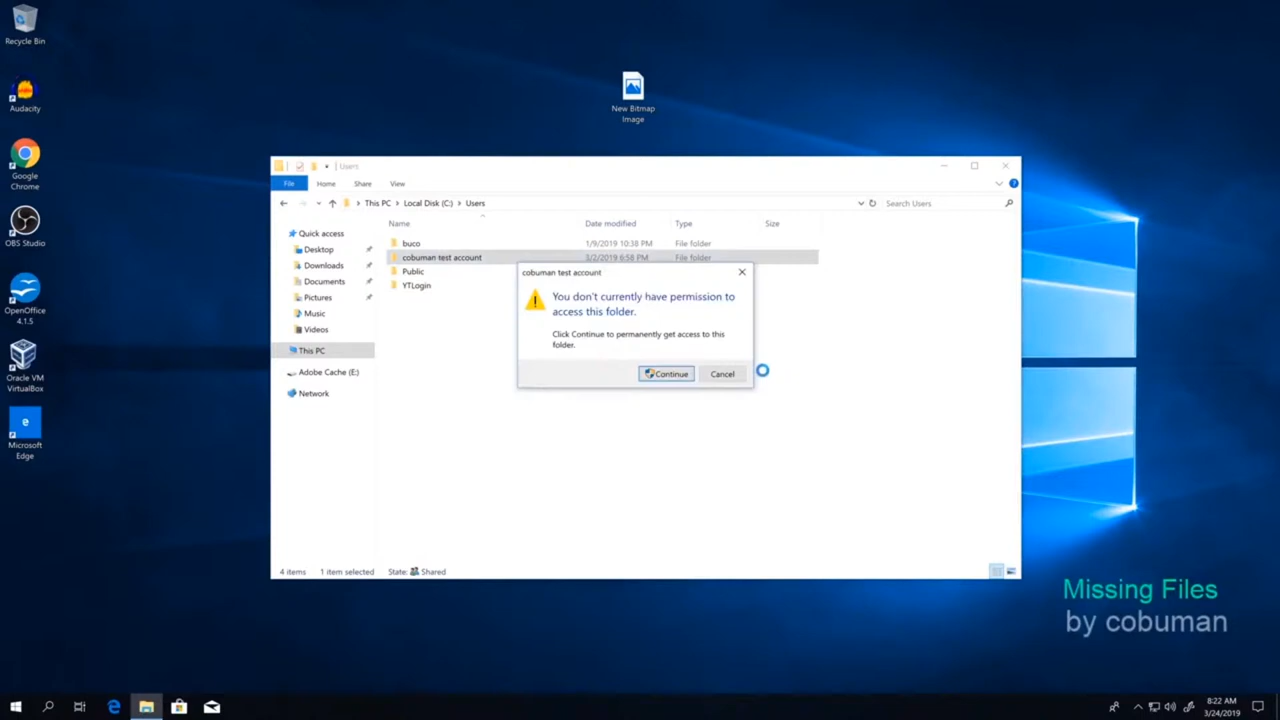 Recycle Bin
Audacity
Google
Chrome
OBS Studio
OpenOffice
4.1.5
Oracle VM
VirtualBox
e
Microsoft
Edge
New Bitmap
Image
Users
File Home Share View
This PC > Local Disk (C:) > Users
Search Users
Name Date modified Type Size
buco 1/9/2019 10:38 PM File folder
cobuman test account 3/2/2019 6:58 PM File folder
Public
YTLogin
Quick access
Desktop
Downloads
Documents
Pictures
Music
Videos
This PC
Adobe Cache (E:)
Network
cobuman test account
You don't currently have permission to
access this folder.
Click Continue to permanently get access to this
folder.
Continue Cancel
4 items 1 item selected State: Shared
Missing Files
by cobuman
8:22 AM
3/24/2019